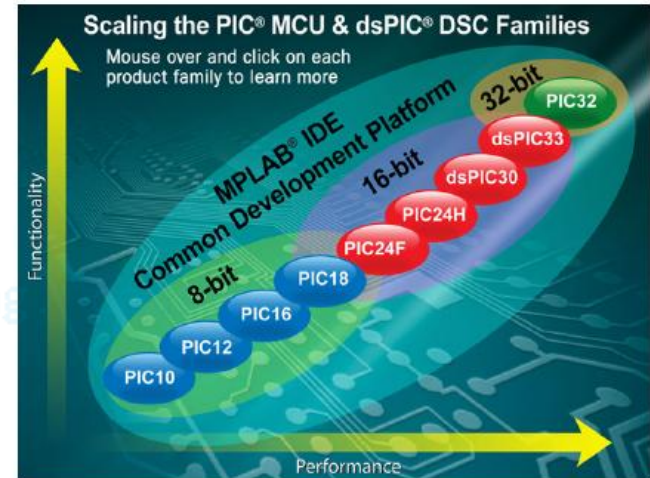 Scaling the PIC® MCU & dsPIC® DSC Families
Mouse over and click on each
product family to learn more
MPLAB® IDE
Common Development Platform
32-bit
PIC32
dsPIC33
16-bit
dsPIC30
PIC24H
PIC24F
8-bit
PIC18
PIC16
PIC12
PIC10
Functionality
Performance